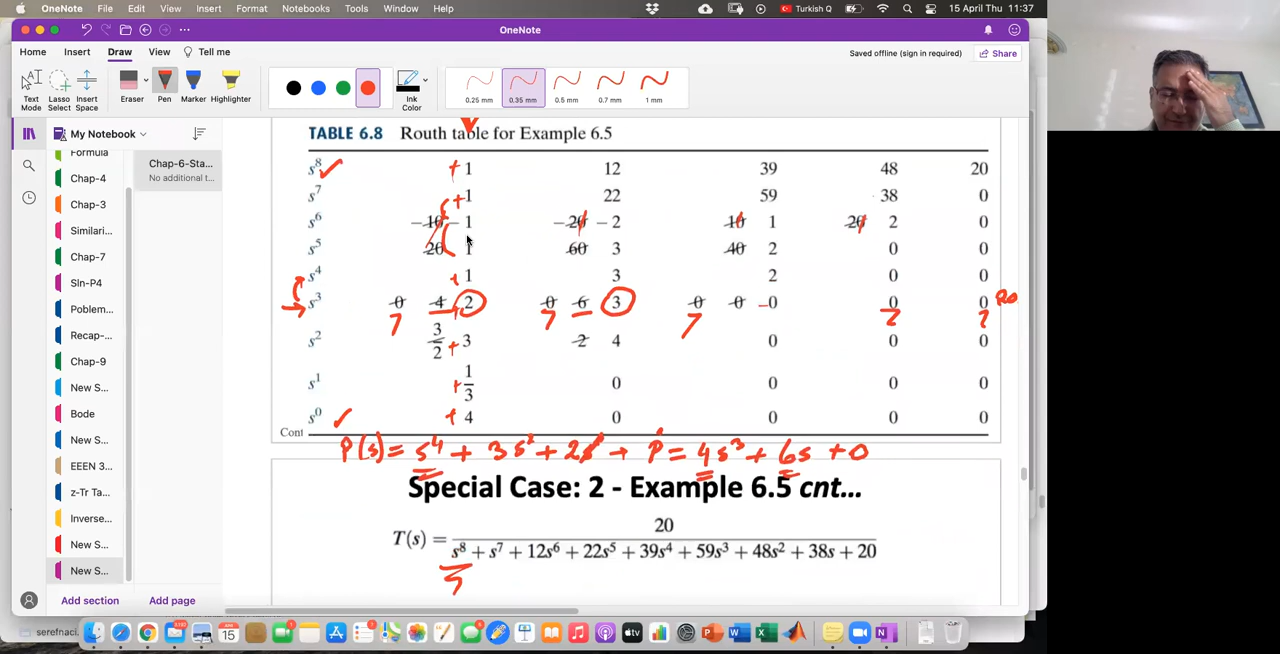 OneNote File Edit View Insert Format Notebooks Tools Window Help Turkish Q 15 April Thu 11:37
OneNote
Home Insert Draw View Tell me Saved offline (sign in required) Share
Text Mode Lasso Select Insert Space Eraser Pen Marker Highlighter Ink Color 0.25 mm 0.35 mm 0.5 mm 0.7 mm 1 mm
My Notebook
Formula
Chap-4
Chap-3
Similari...
Chap-7
SIn-P4
Poblem...
Recap-...
Chap-9
New S...
Bode
New S...
EEEN 3...
z-Tr Ta...
Inverse...
New S...
New S...
Add section Add page
Chap-6-Sta...
No additional t...
TABLE 6.8 Routh table for Example 6.5
s⁸ + 1 12 39 48 20
s⁷ + 1 22 59 38 0
s⁶ -10 -1 -20 -2 10 1 20 2 0
s⁵ 20 1 60 3 40 2 0 0
s⁴ + 1 3 2 0 0
s³ 0 4 2 0 6 3 0 0 0 0 0
s² 3/2 + 3 2 4 0 0 0
s¹ + 1/3 0 0 0 0
s⁰ + 4 0 0 0 0
Cont
P(s) = s⁴ + 3s² + 2s⁰ → P' = 4s³ + 6s + 0
Special Case: 2 - Example 6.5 cnt...
T(s) = 20 / (s⁸ + s⁷ + 12s⁶ + 22s⁵ + 39s⁴ + 59s³ + 48s² + 38s + 20)
serefnaci